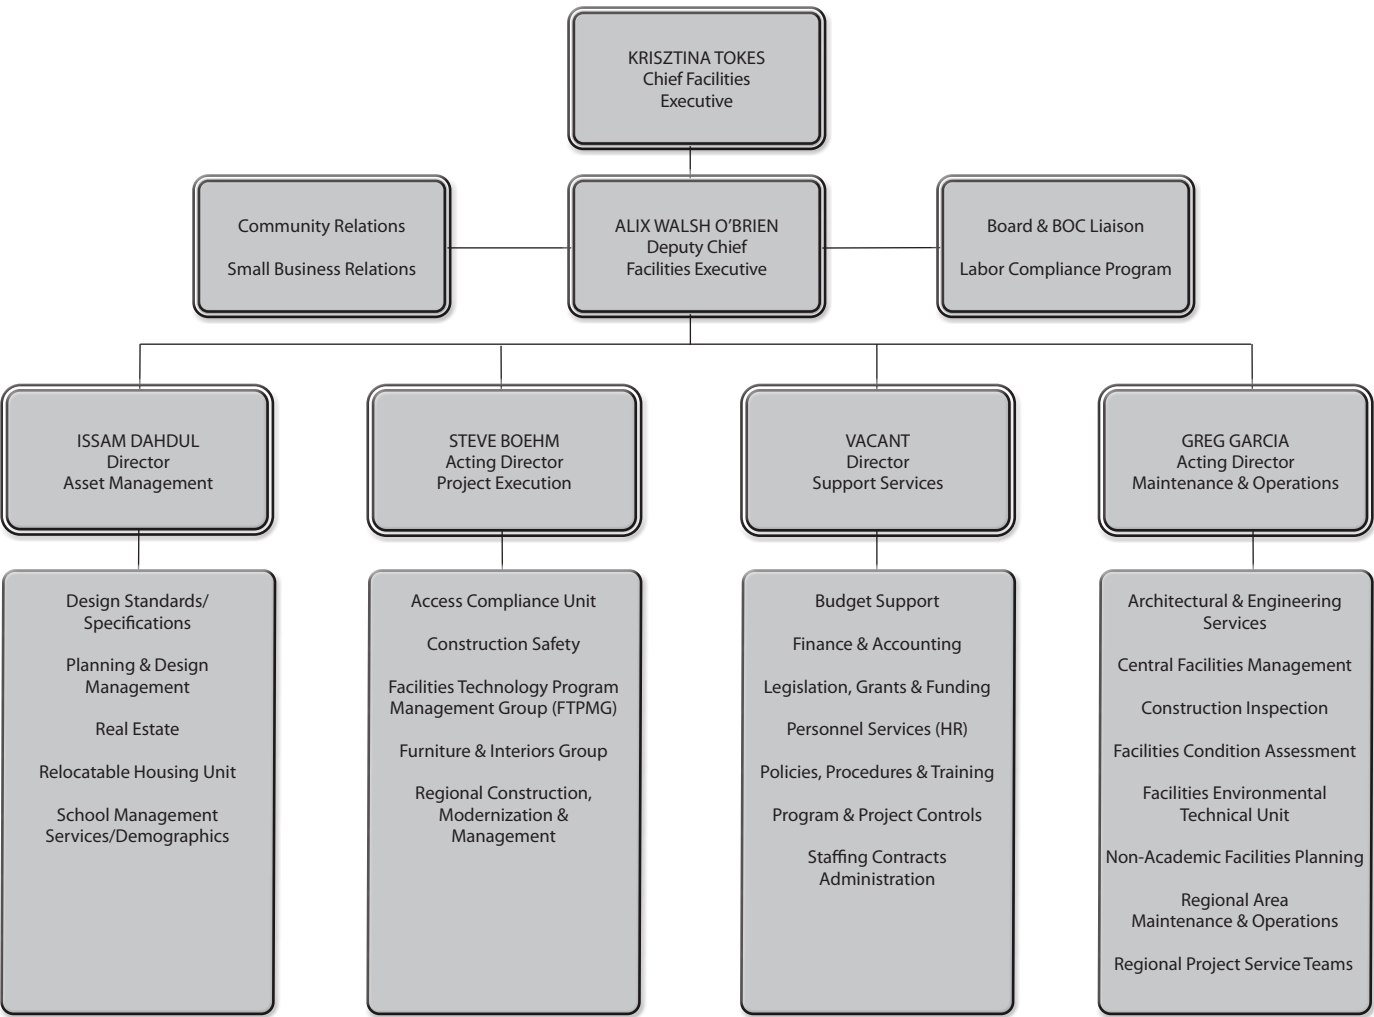 KRISZTINA TOKES
Chief Facilities
Executive
Community Relations
Small Business Relations
ALIX WALSH O’BRIEN
Deputy Chief
Facilities Executive
Board & BOC Liaison
Labor Compliance Program
ISSAM DAHDUL
Director
Asset Management
STEVE BOEHM
Acting Director
Project Execution
VACANT
Director
Support Services
GREG GARCIA
Acting Director
Maintenance & Operations
Design Standards/
Specifications
Planning & Design
Management
Real Estate
Relocatable Housing Unit
School Management
Services/Demographics
Access Compliance Unit
Construction Safety
Facilities Technology Program
Management Group (FTPMG)
Furniture & Interiors Group
Regional Construction,
Modernization &
Management
Budget Support
Finance & Accounting
Legislation, Grants & Funding
Personnel Services (HR)
Policies, Procedures & Training
Program & Project Controls
Staffing Contracts
Administration
Architectural & Engineering
Services
Central Facilities Management
Construction Inspection
Facilities Condition Assessment
Facilities Environmental
Technical Unit
Non-Academic Facilities Planning
Regional Area
Maintenance & Operations
Regional Project Service Teams